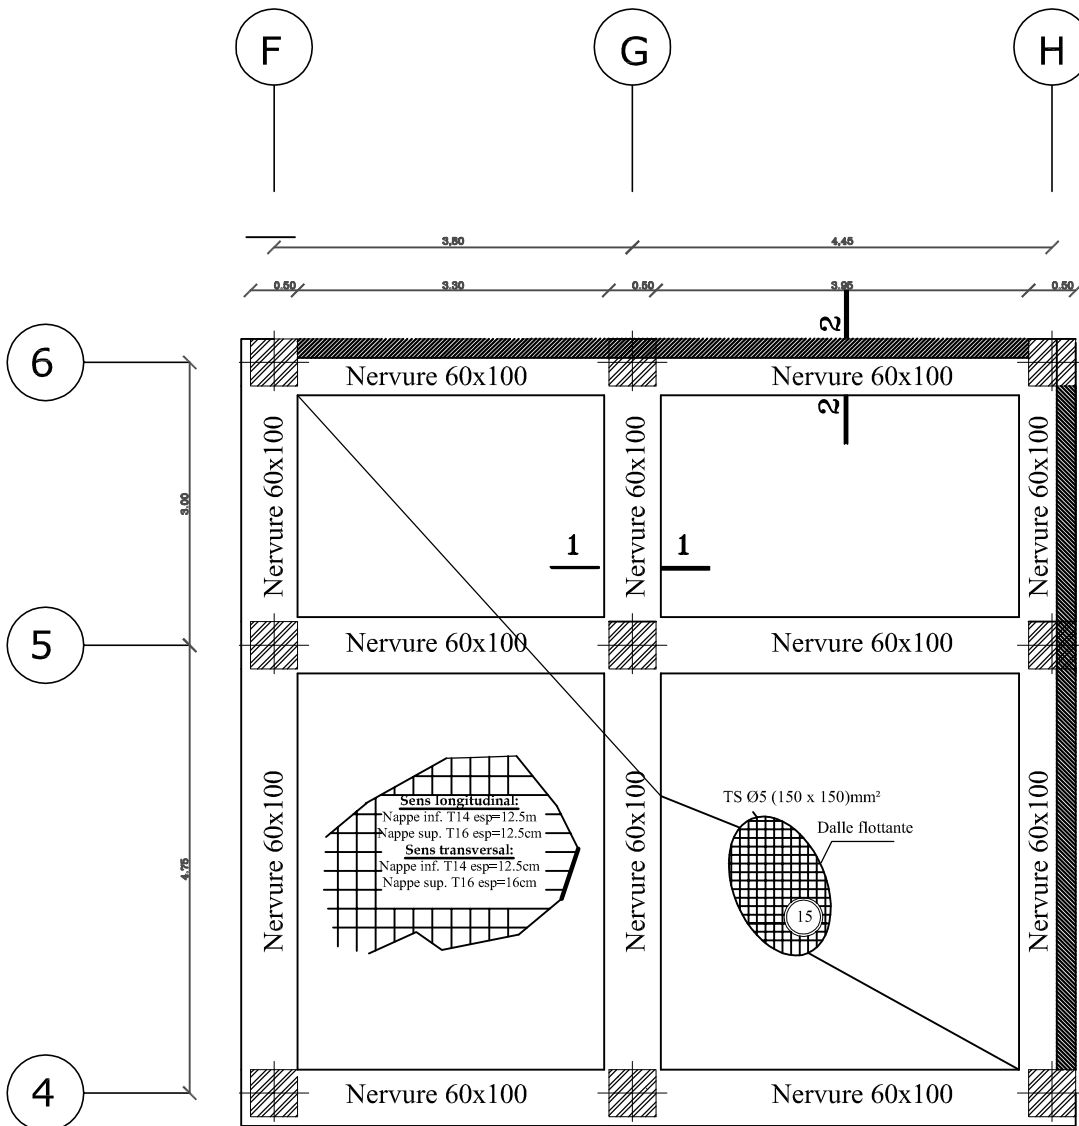 F
G
H
3,80
4,45
0.50
3.30
0.50
3.95
0.50
2
6
Nervure 60x100
Nervure 60x100
2
Nervure 60x100
Nervure 60x100
Nervure 60x100
3.00
1
1
5
Nervure 60x100
Nervure 60x100
Nervure 60x100
Nervure 60x100
Nervure 60x100
4.75
TS Ø5 (150 x 150)mm²
Dalle flottante
15
Sens longitudinal:
Nappe inf. T14 esp=12.5m
Nappe sup. T16 esp=12.5cm
Sens transversal:
Nappe inf. T14 esp=12.5cm
Nappe sup. T16 esp=16cm
4
Nervure 60x100
Nervure 60x100